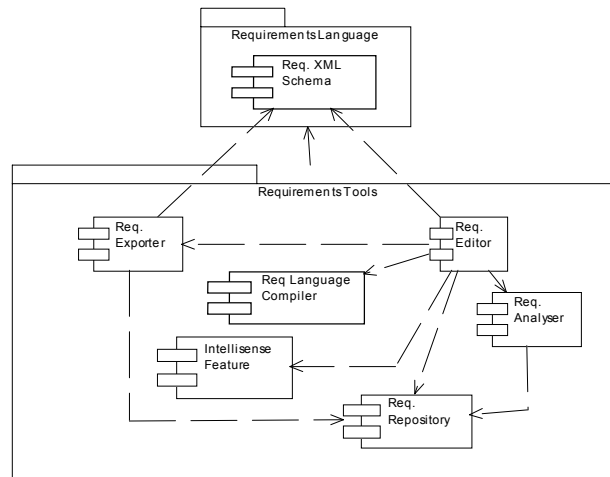 RequirementsLanguage
Req. XML
Schema
RequirementsTools
Req.
Exporter
Req.
Editor
Req Language
Compiler
Req.
Analyser
Intellisense
Feature
Req.
Repository